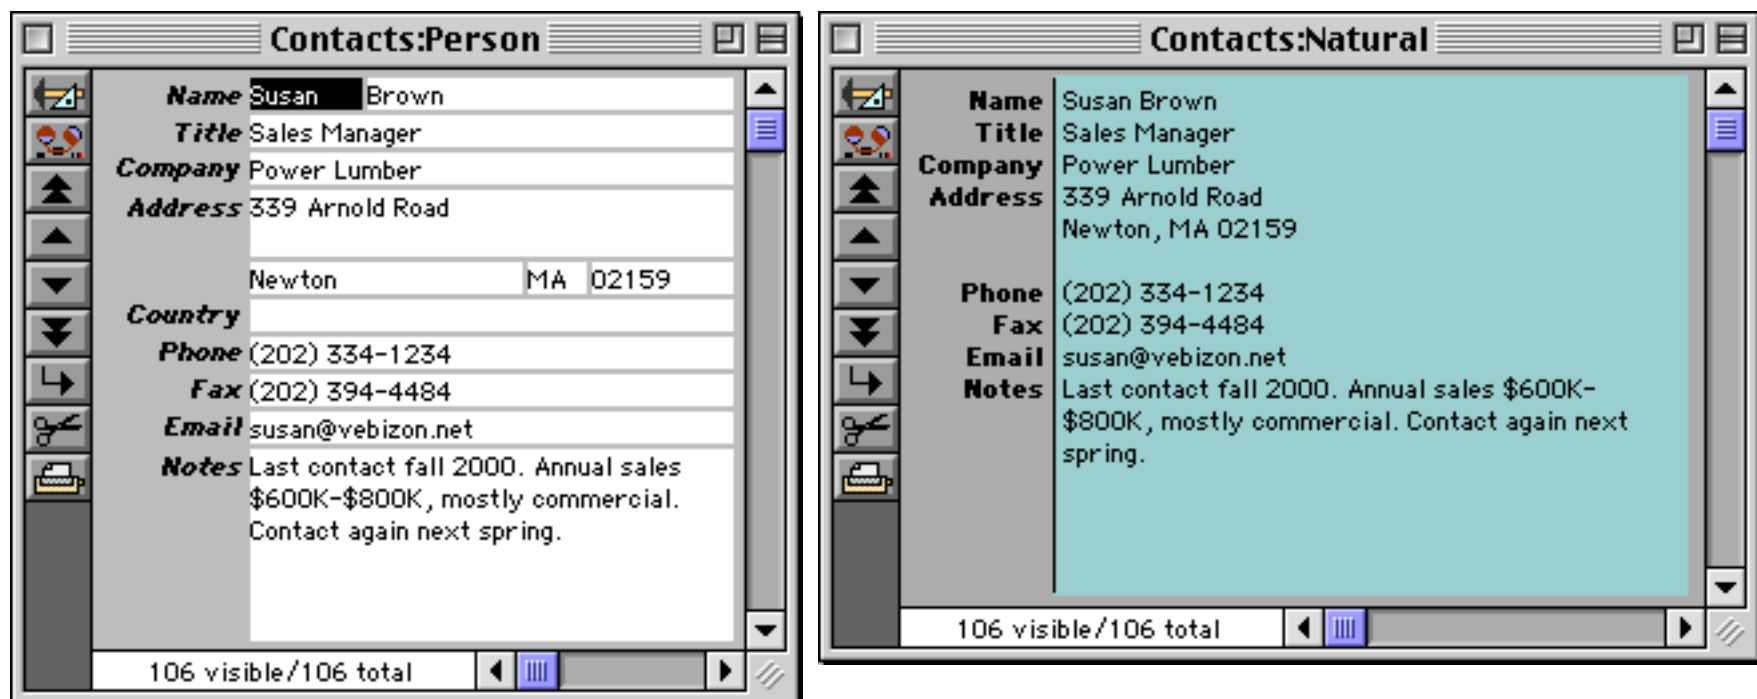 Contacts:Person
Name Susan Brown
Title Sales Manager
Company Power Lumber
Address 339 Arnold Road
Newton MA 02159
Country
Phone (202) 334-1234
Fax (202) 394-4484
Email susan@vebizon.net
Notes Last contact fall 2000. Annual sales
$600K-$800K, mostly commercial.
Contact again next spring.
106 visible/106 total
Contacts:Natural
Name Susan Brown
Title Sales Manager
Company Power Lumber
Address 339 Arnold Road
Newton, MA 02159
Phone (202) 334-1234
Fax (202) 394-4484
Email susan@vebizon.net
Notes Last contact fall 2000. Annual sales $600K-
$800K, mostly commercial. Contact again next
spring.
106 visible/106 total